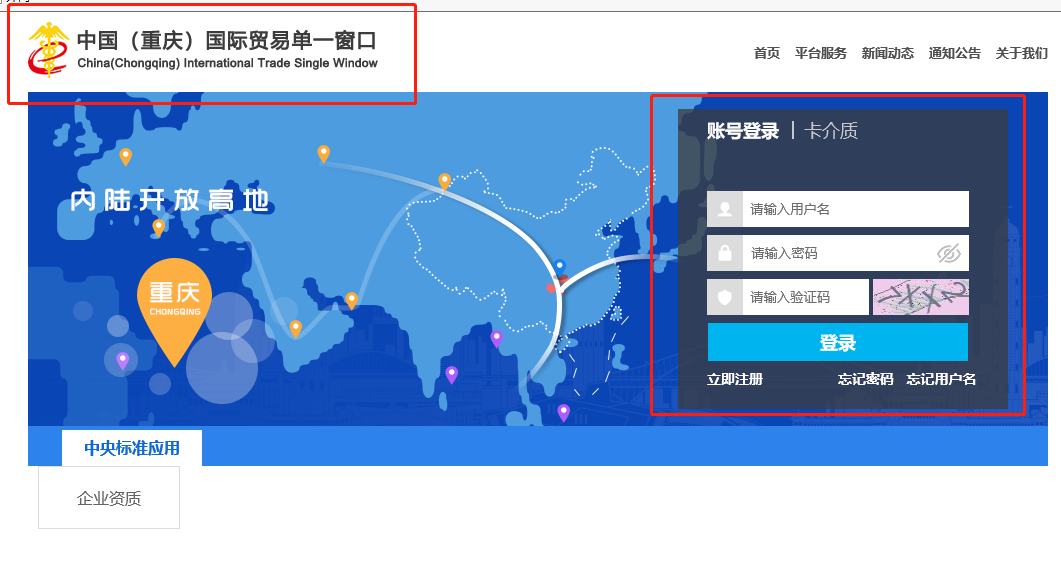 中国（重庆）国际贸易单一窗口
China(Chongqing) International Trade Single Window
首页 平台服务 新闻动态 通知公告 关于我们
内陆开放高地
重庆
CHONGQING
账号登录 | 卡介质
请输入用户名
请输入密码
请输入验证码
登录
立即注册 忘记密码 忘记用户名
中央标准应用
企业资质